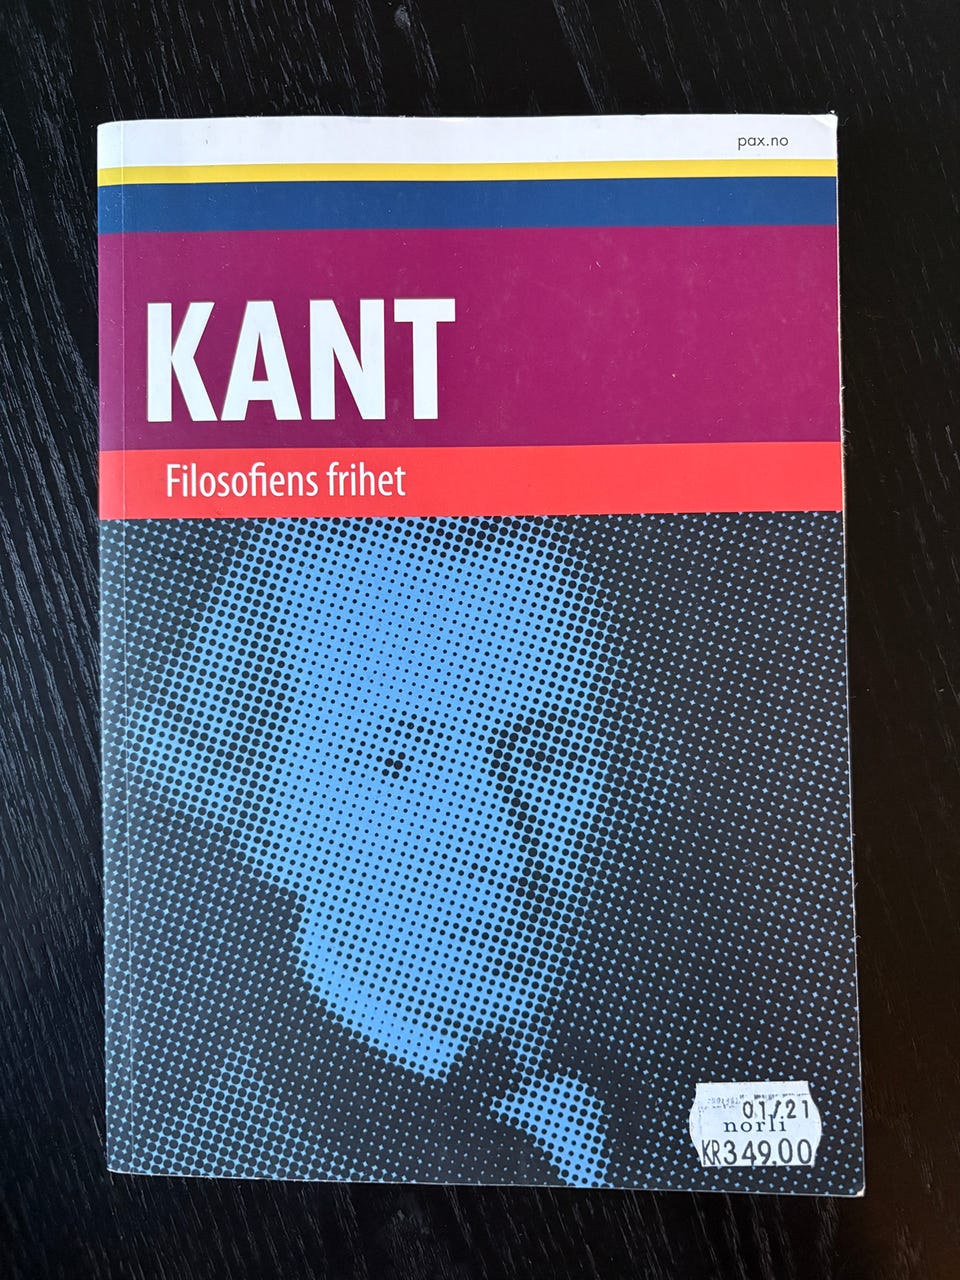 pax.no
KANT
Filosofiens frihet
01/21
norli
KR349.00